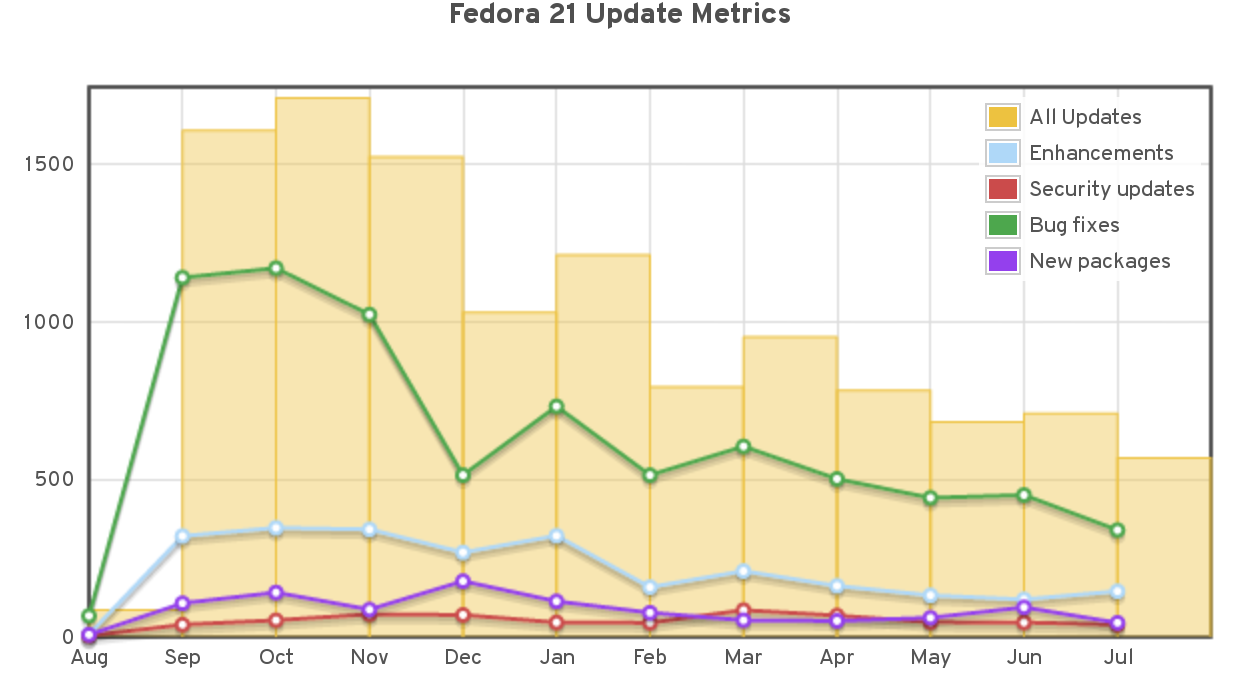 Fedora 21 Update Metrics
All Updates
Enhancements
Security updates
Bug fixes
New packages
1500
1000
500
0
Aug Sep Oct Nov Dec Jan Feb Mar Apr May Jun Jul